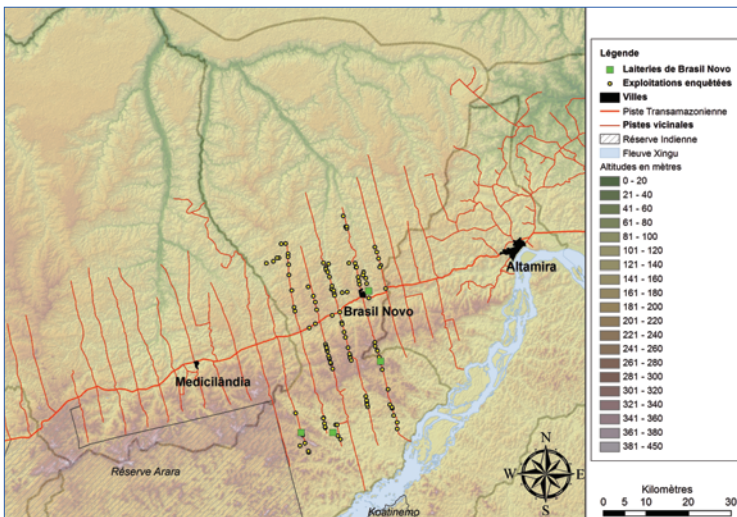 Altamira
Brasil Novo
Medicilândia
Réserve Arara
Koatinemo
N
W
E
S
Légende
Laiteries de Brasil Novo
Exploitations enquêtées
Villes
Piste Transamazonienne
Pistes vicinales
Réserve Indienne
Fleuve Xingu
Altitudes en mètres
0 - 20
21 - 40
41 - 60
61 - 80
81 - 100
101 - 120
121 - 140
141 - 160
161 - 180
181 - 200
201 - 220
221 - 240
241 - 260
261 - 280
281 - 300
301 - 320
321 - 340
341 - 360
361 - 380
381 - 450
Kilomètres
0 5 10 20 30